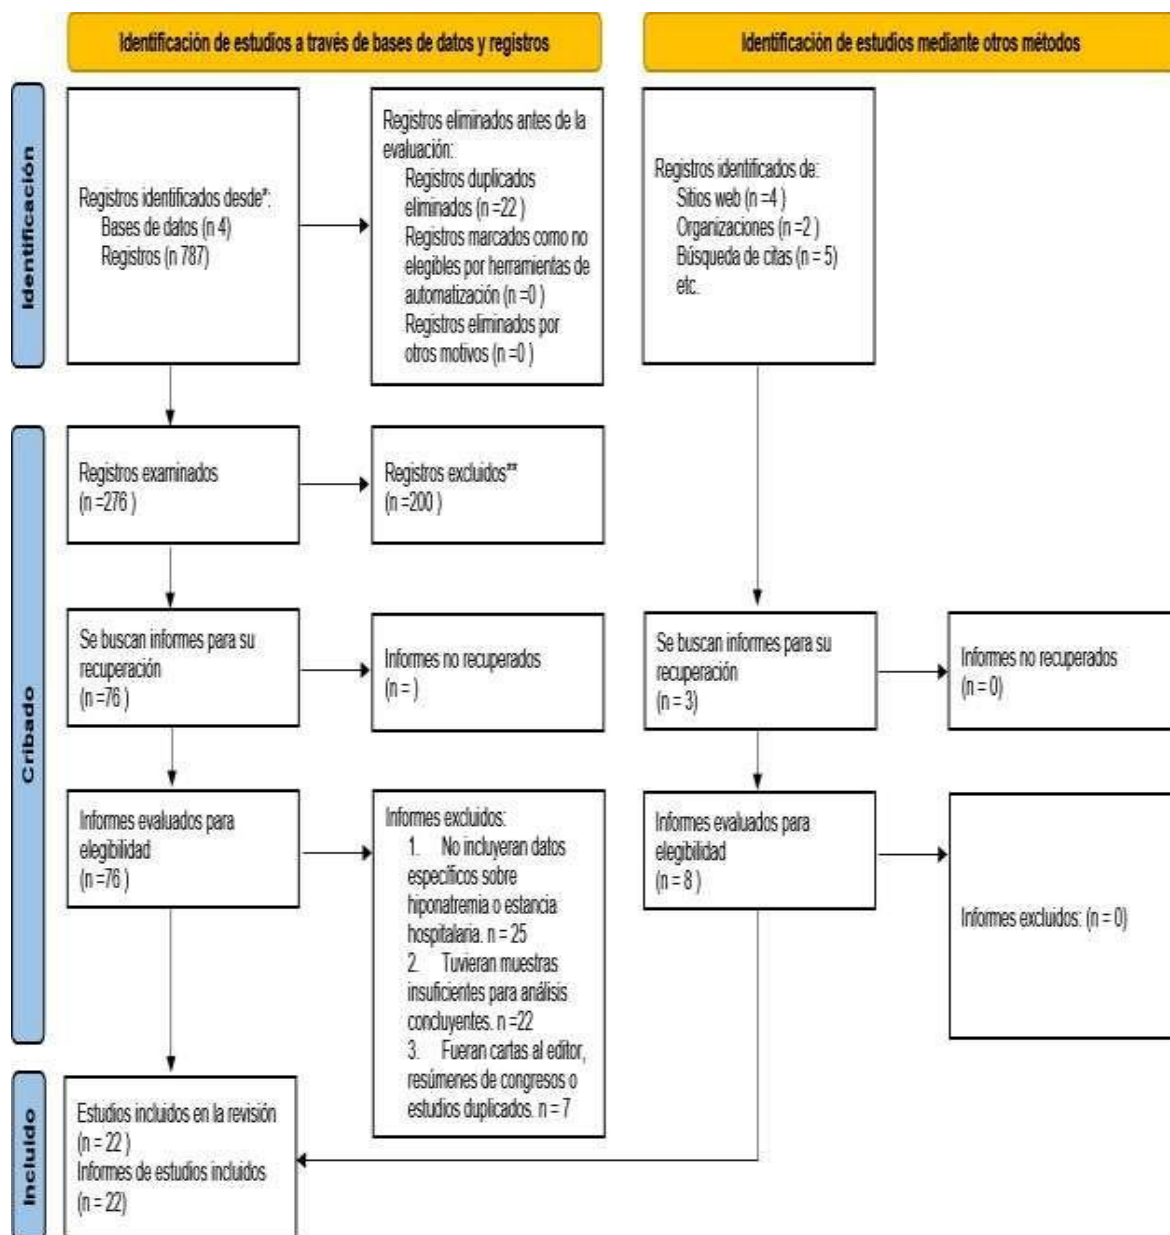 Identificación de estudios a través de bases de datos y registros
Identificación de estudios mediante otros métodos
Identificación
Registros identificados desde*:
Bases de datos (n 4)
Registros (n 787)
Registros eliminados antes de la
evaluación:
Registros duplicados
eliminados (n =22 )
Registros marcados como no
elegibles por herramientas de
automatización (n =0 )
Registros eliminados por
otros motivos (n =0 )
Registros identificados de:
Sitios web (n =4 )
Organizaciones (n =2 )
Búsqueda de citas (n = 5)
etc.
Cribado
Registros examinados
(n =276 )
Registros excluidos**
(n =200 )
Se buscan informes para su
recuperación
(n =76 )
Informes no recuperados
(n = )
Se buscan informes para su
recuperación
(n = 3)
Informes no recuperados
(n = 0)
Informes evaluados para
elegibilidad
(n =76 )
Informes excluidos:
1. No incluyeran datos
específicos sobre
hiponatremia o estancia
hospitalaria. n = 25
2. Tuvieran muestras
insuficientes para análisis
concluyentes. n =22
3. Fueran cartas al editor,
resúmenes de congresos o
estudios duplicados. n = 7
Informes evaluados para
elegibilidad
(n = 8 )
Informes excluidos: (n = 0)
Incluido
Estudios incluidos en la revisión
(n = 22 )
Informes de estudios incluidos
(n = 22)